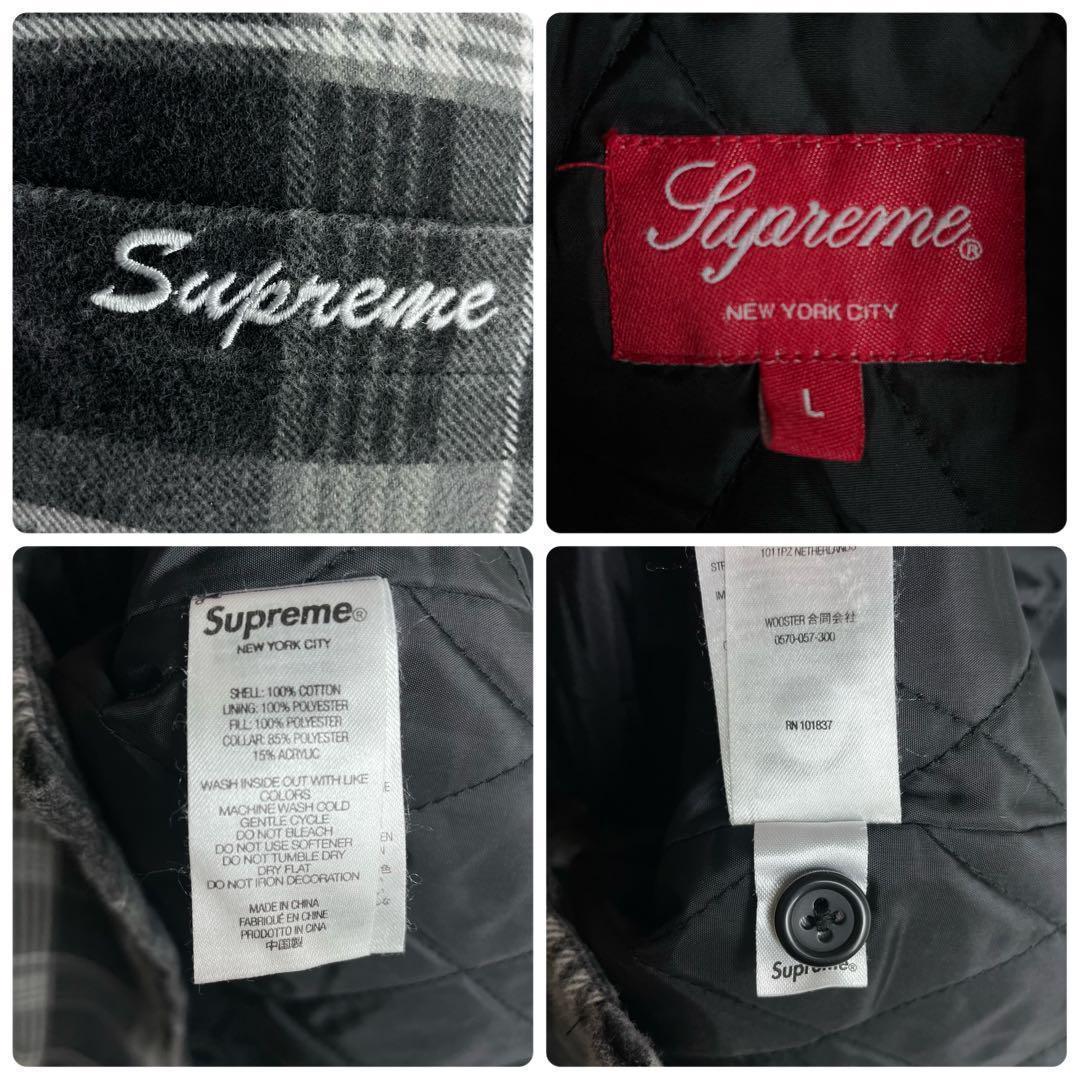 Supreme
Supreme®
NEW YORK CITY
L
Supreme®
NEW YORK CITY
SHELL: 100% COTTON
LINING: 100% POLYESTER
FILL: 100% POLYESTER
COLLAR: 85% POLYESTER
15% ACRYLIC
WASH INSIDE OUT WITH LIKE
COLORS
MACHINE WASH COLD
GENTLE CYCLE
DO NOT BLEACH
DO NOT USE SOFTENER
DO NOT TUMBLE DRY
DRY FLAT
DO NOT IRON DECORATION
MADE IN CHINA
FABRIQUÉ EN CHINE
PRODOTTO IN CINA
中国製
1011PZ NETHERLANDS
WOOSTER 合同会社
0570-057-300
RN 101837
Supreme®